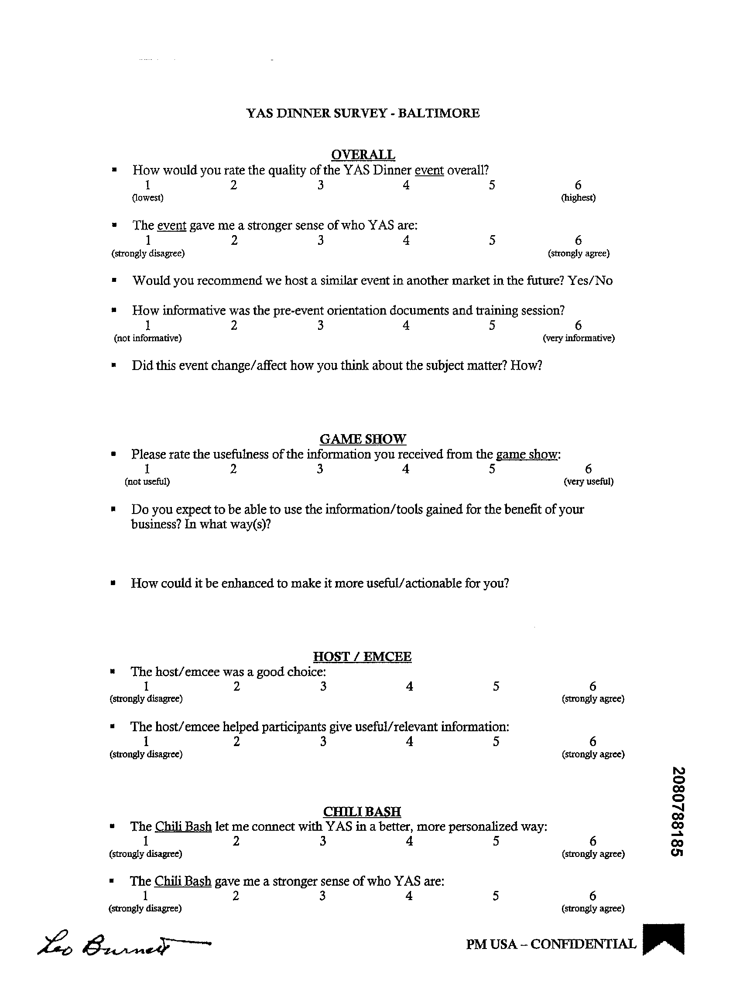 YAS DINNER SURVEY - BALTIMORE
OVERALL
▪ How would you rate the quality of the YAS Dinner event overall?
1 2 3 4 5 6
(lowest) (highest)
▪ The event gave me a stronger sense of who YAS are:
1 2 3 4 5 6
(strongly disagree) (strongly agree)
▪ Would you recommend we host a similar event in another market in the future? Yes/No
▪ How informative was the pre-event orientation documents and training session?
1 2 3 4 5 6
(not informative) (very informative)
▪ Did this event change/affect how you think about the subject matter? How?
GAME SHOW
▪ Please rate the usefulness of the information you received from the game show:
1 2 3 4 5 6
(not useful) (very useful)
▪ Do you expect to be able to use the information/tools gained for the benefit of your
business? In what way(s)?
▪ How could it be enhanced to make it more useful/actionable for you?
HOST / EMCEE
▪ The host/emcee was a good choice:
1 2 3 4 5 6
(strongly disagree) (strongly agree)
▪ The host/emcee helped participants give useful/relevant information:
1 2 3 4 5 6
(strongly disagree) (strongly agree)
CHILI BASH
▪ The Chili Bash let me connect with YAS in a better, more personalized way:
1 2 3 4 5 6
(strongly disagree) (strongly agree)
▪ The Chili Bash gave me a stronger sense of who YAS are:
1 2 3 4 5 6
(strongly disagree) (strongly agree)
2080788185
Leo Burnett
PM USA – CONFIDENTIAL